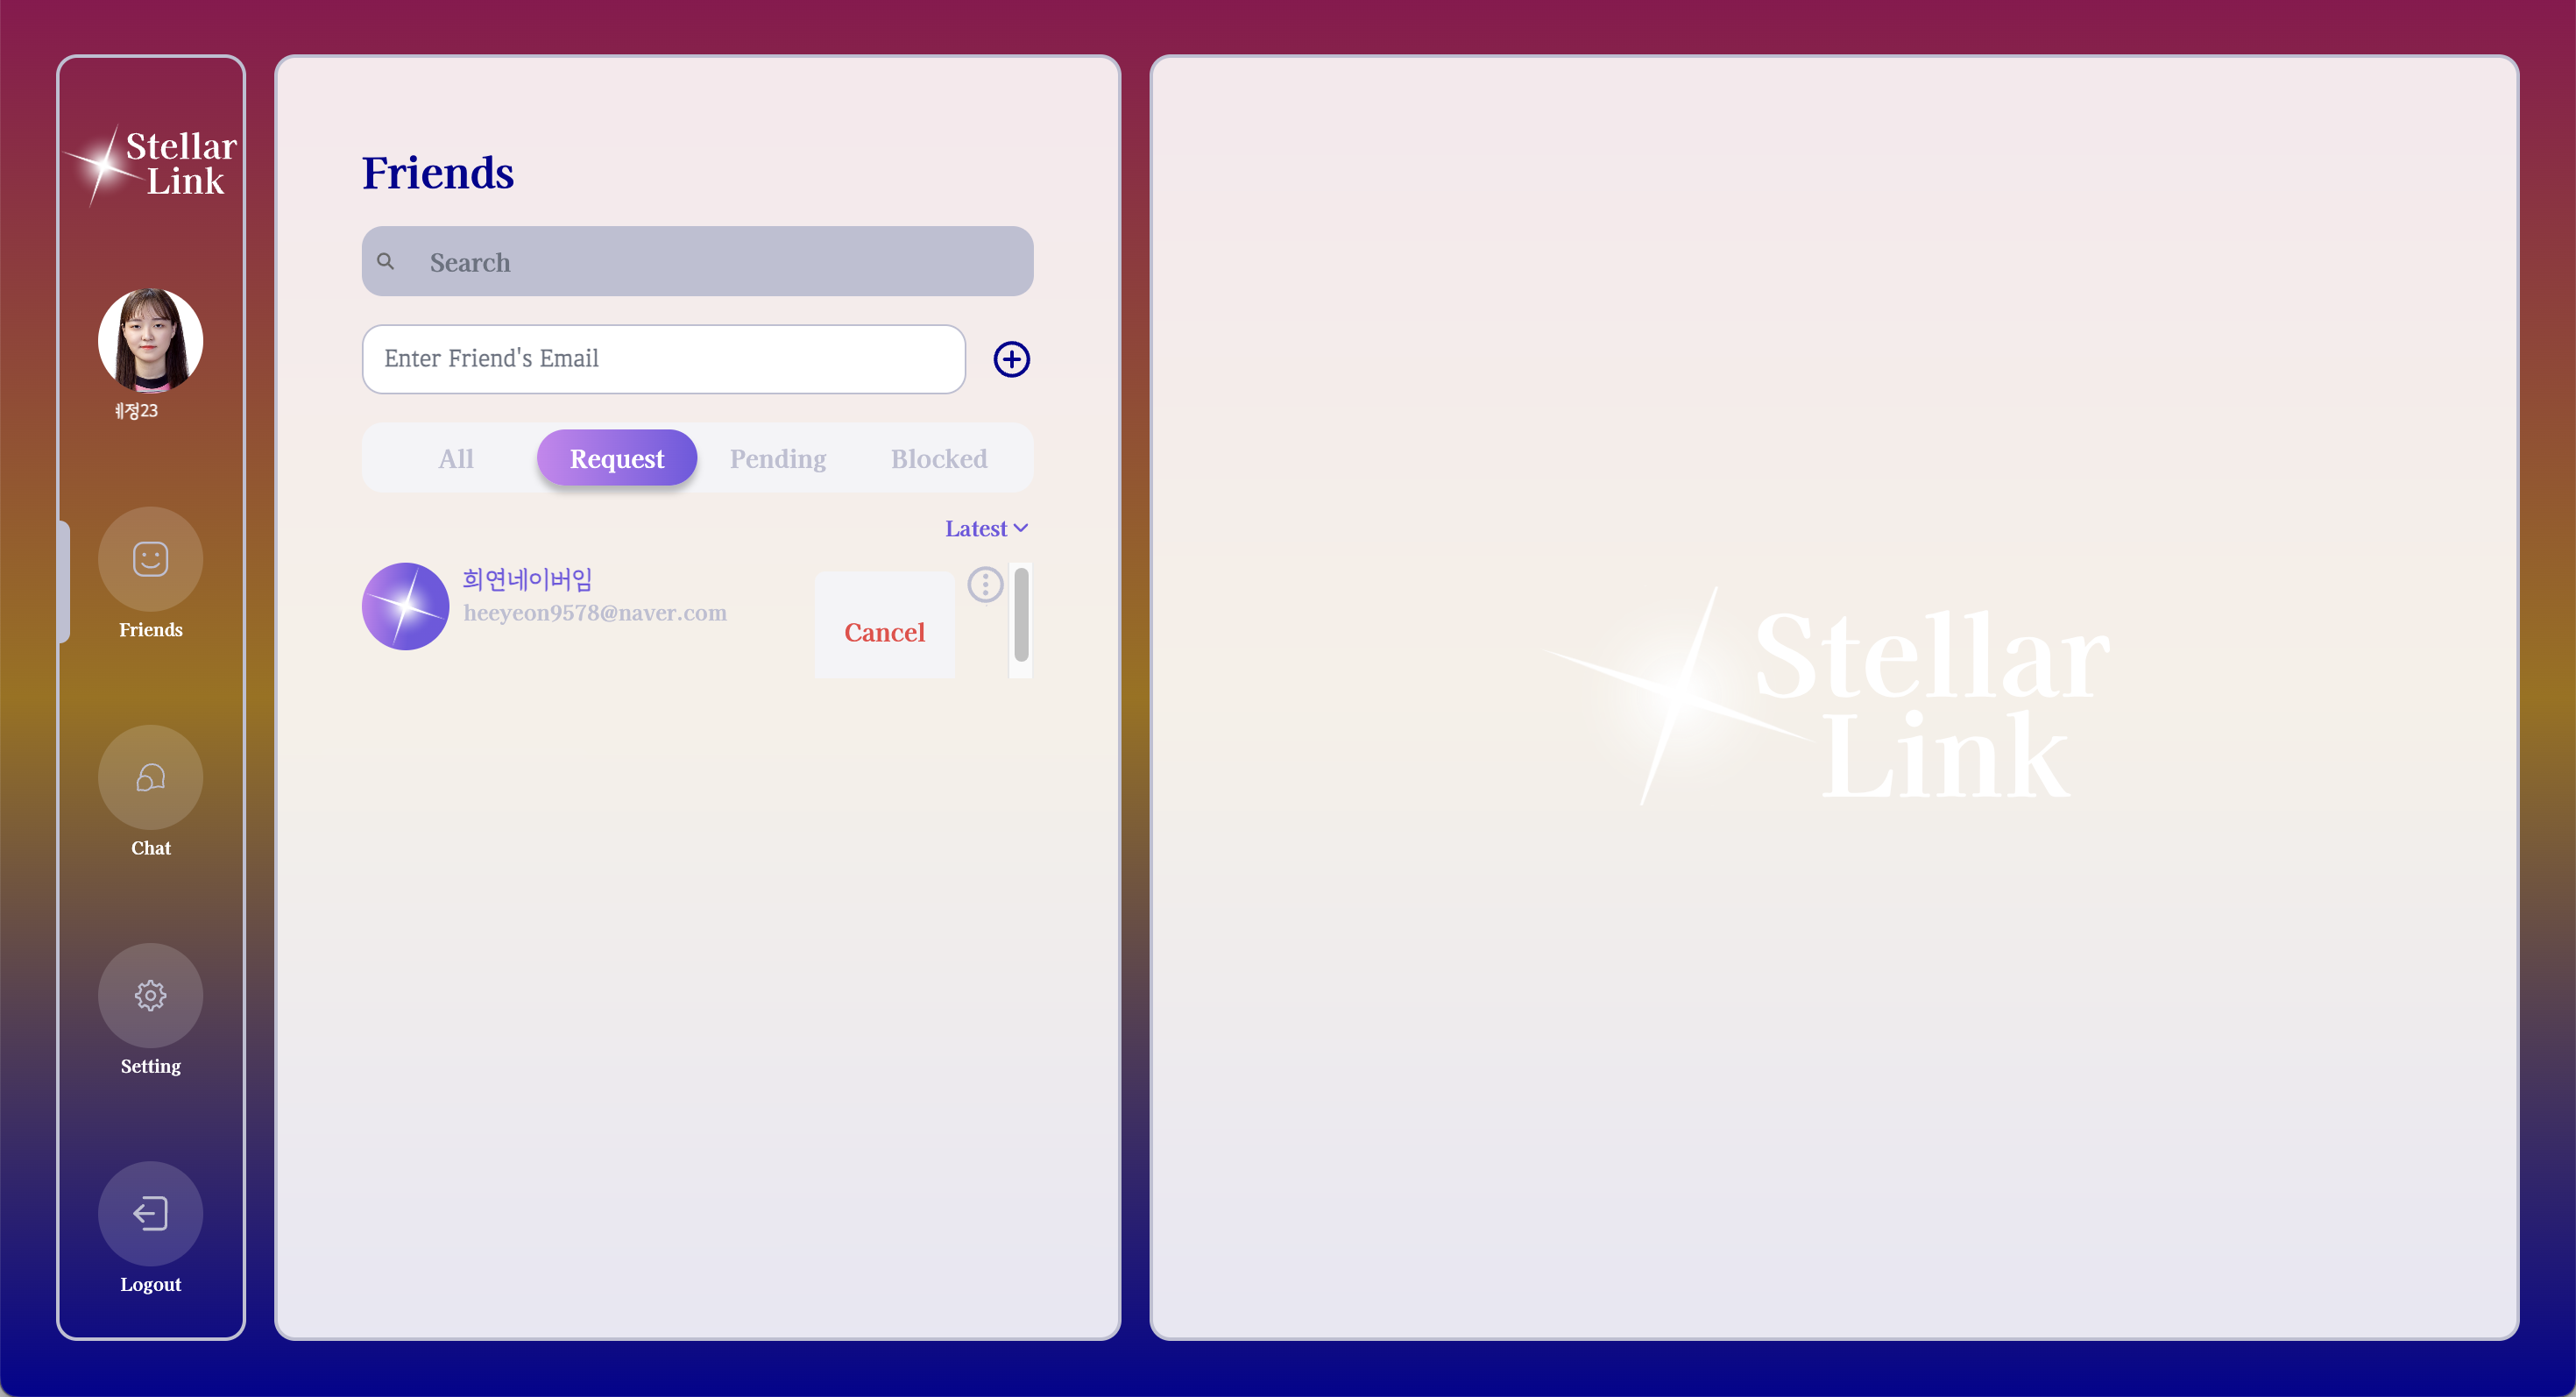 Stellar
Link
정23
Friends
Chat
Setting
Logout
Friends
Search
Enter Friend's Email
All Request Pending Blocked
Latest
희연네이버임
heeyeon9578@naver.com
Cancel
Stellar
Link